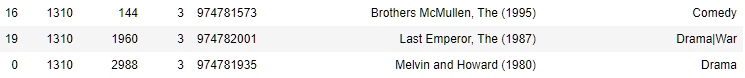 16 1310 144 3 974781573 Brothers McMullen, The (1995) Comedy
19 1310 1960 3 974782001 Last Emperor, The (1987) Drama|War
0 1310 2988 3 974781935 Melvin and Howard (1980) Drama